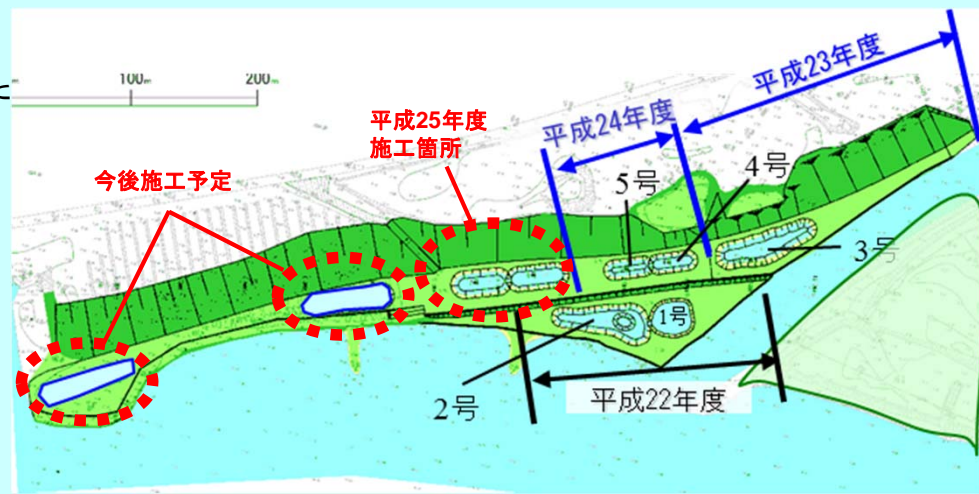 100m
200m
平成23年度
平成24年度
平成25年度
施工箇所
今後施工予定
5号
4号
3号
1号
2号
平成22年度